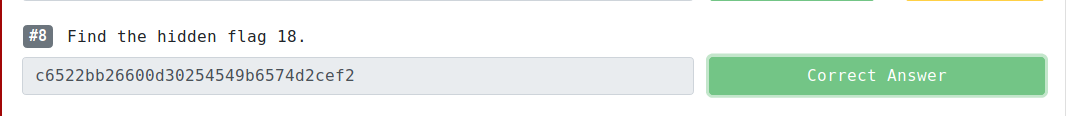 #8 Find the hidden flag 18.
c6522bb26600d30254549b6574d2cef2 Correct Answer